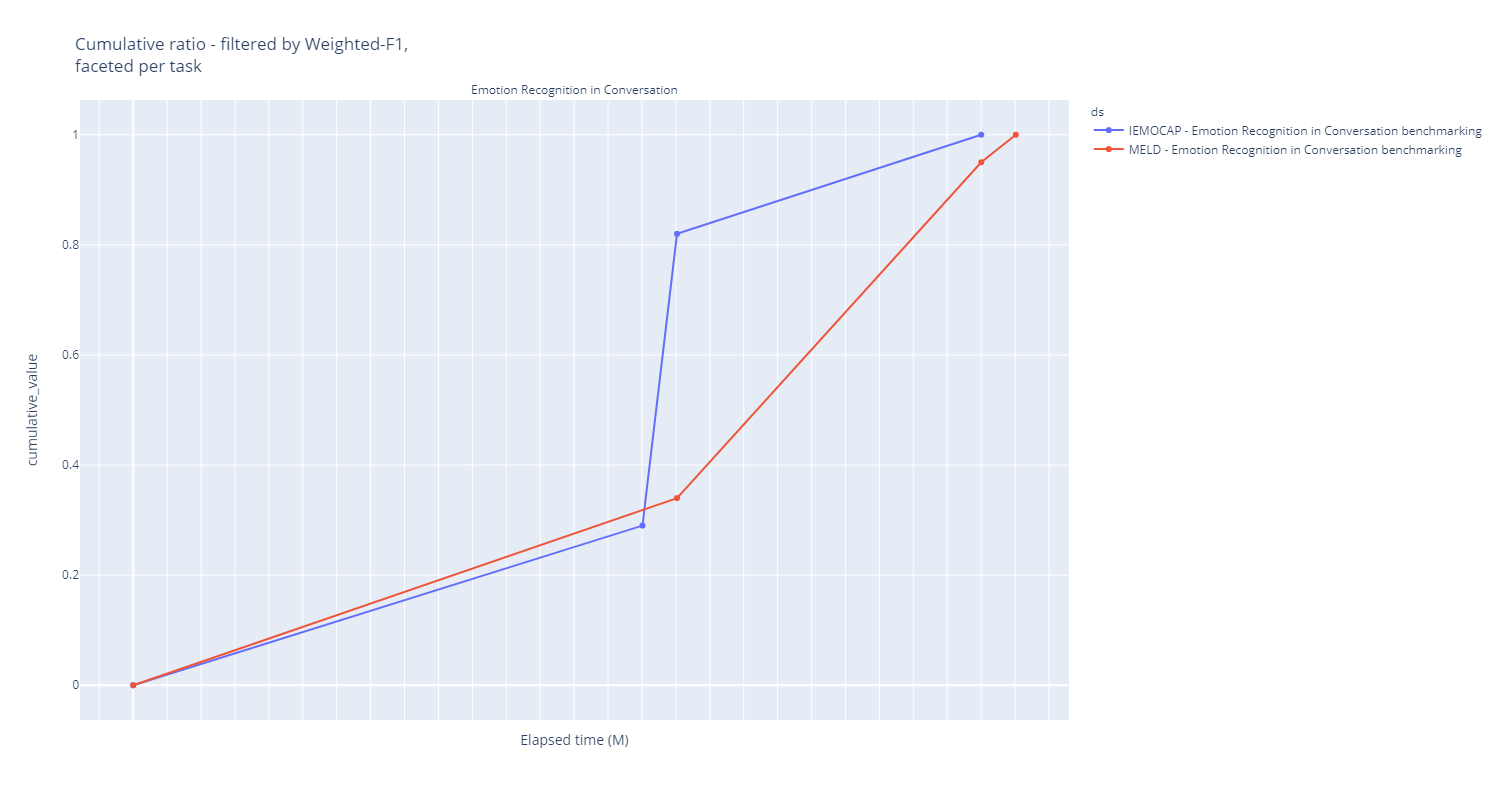 Cumulative ratio - filtered by Weighted-F1,
faceted per task
Emotion Recognition in Conversation
ds
IEMOCAP - Emotion Recognition in Conversation benchmarking
MELD - Emotion Recognition in Conversation benchmarking
1
0.8
0.6
0.4
0.2
0
cumulative_value
Elapsed time (M)